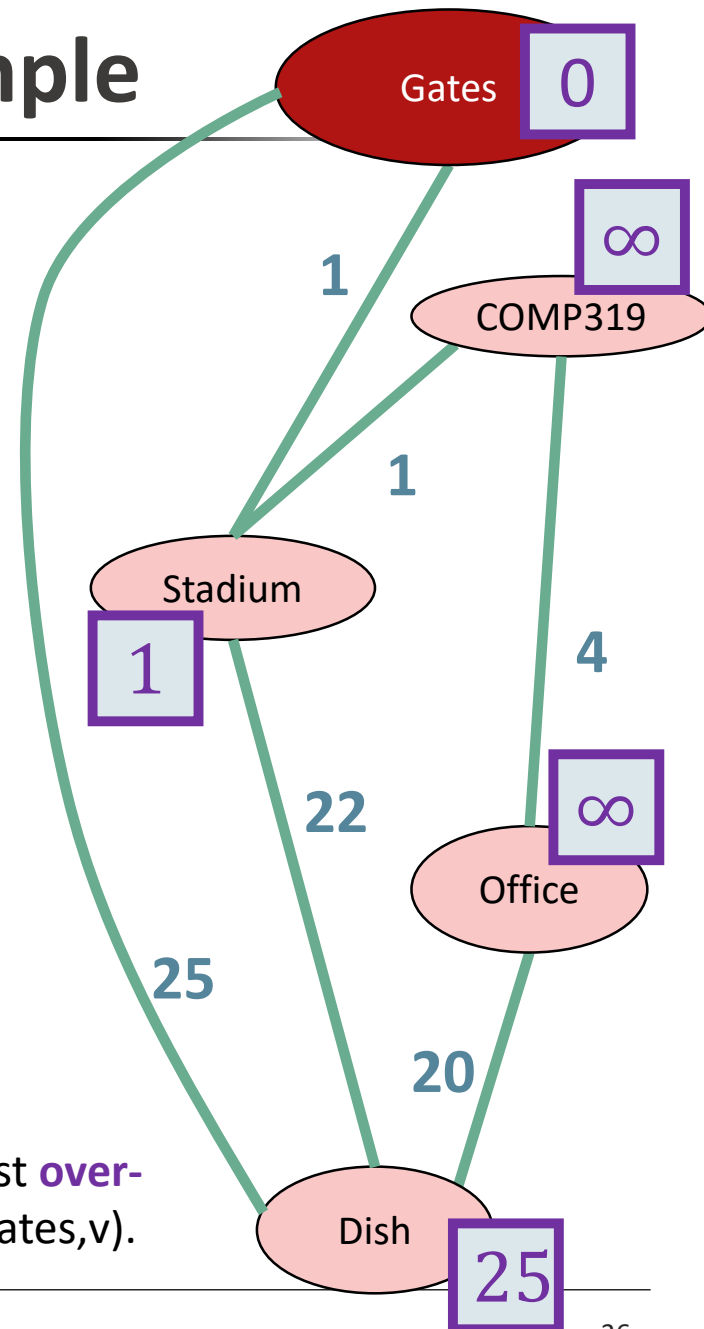 nple
Gates
0
∞
1
COMP319
1
Stadium
1
4
22
∞
Office
25
20
st over-
ates,v).
Dish
25